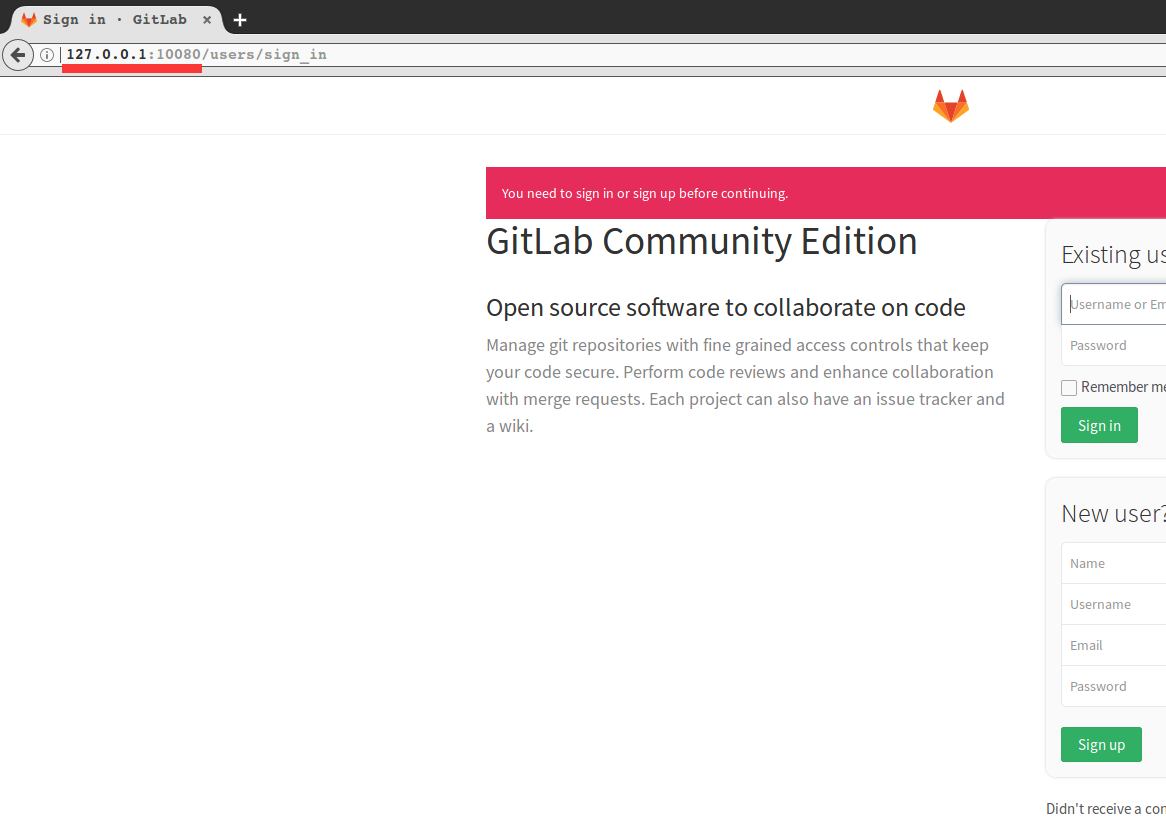 Sign in · GitLab × +
127.0.0.1:10080/users/sign_in
You need to sign in or sign up before continuing.
GitLab Community Edition
Open source software to collaborate on code
Manage git repositories with fine grained access controls that keep
your code secure. Perform code reviews and enhance collaboration
with merge requests. Each project can also have an issue tracker and
a wiki.
Existing us
Username or Em
Password
Remember me
Sign in
New user?
Name
Username
Email
Password
Sign up
Didn't receive a con